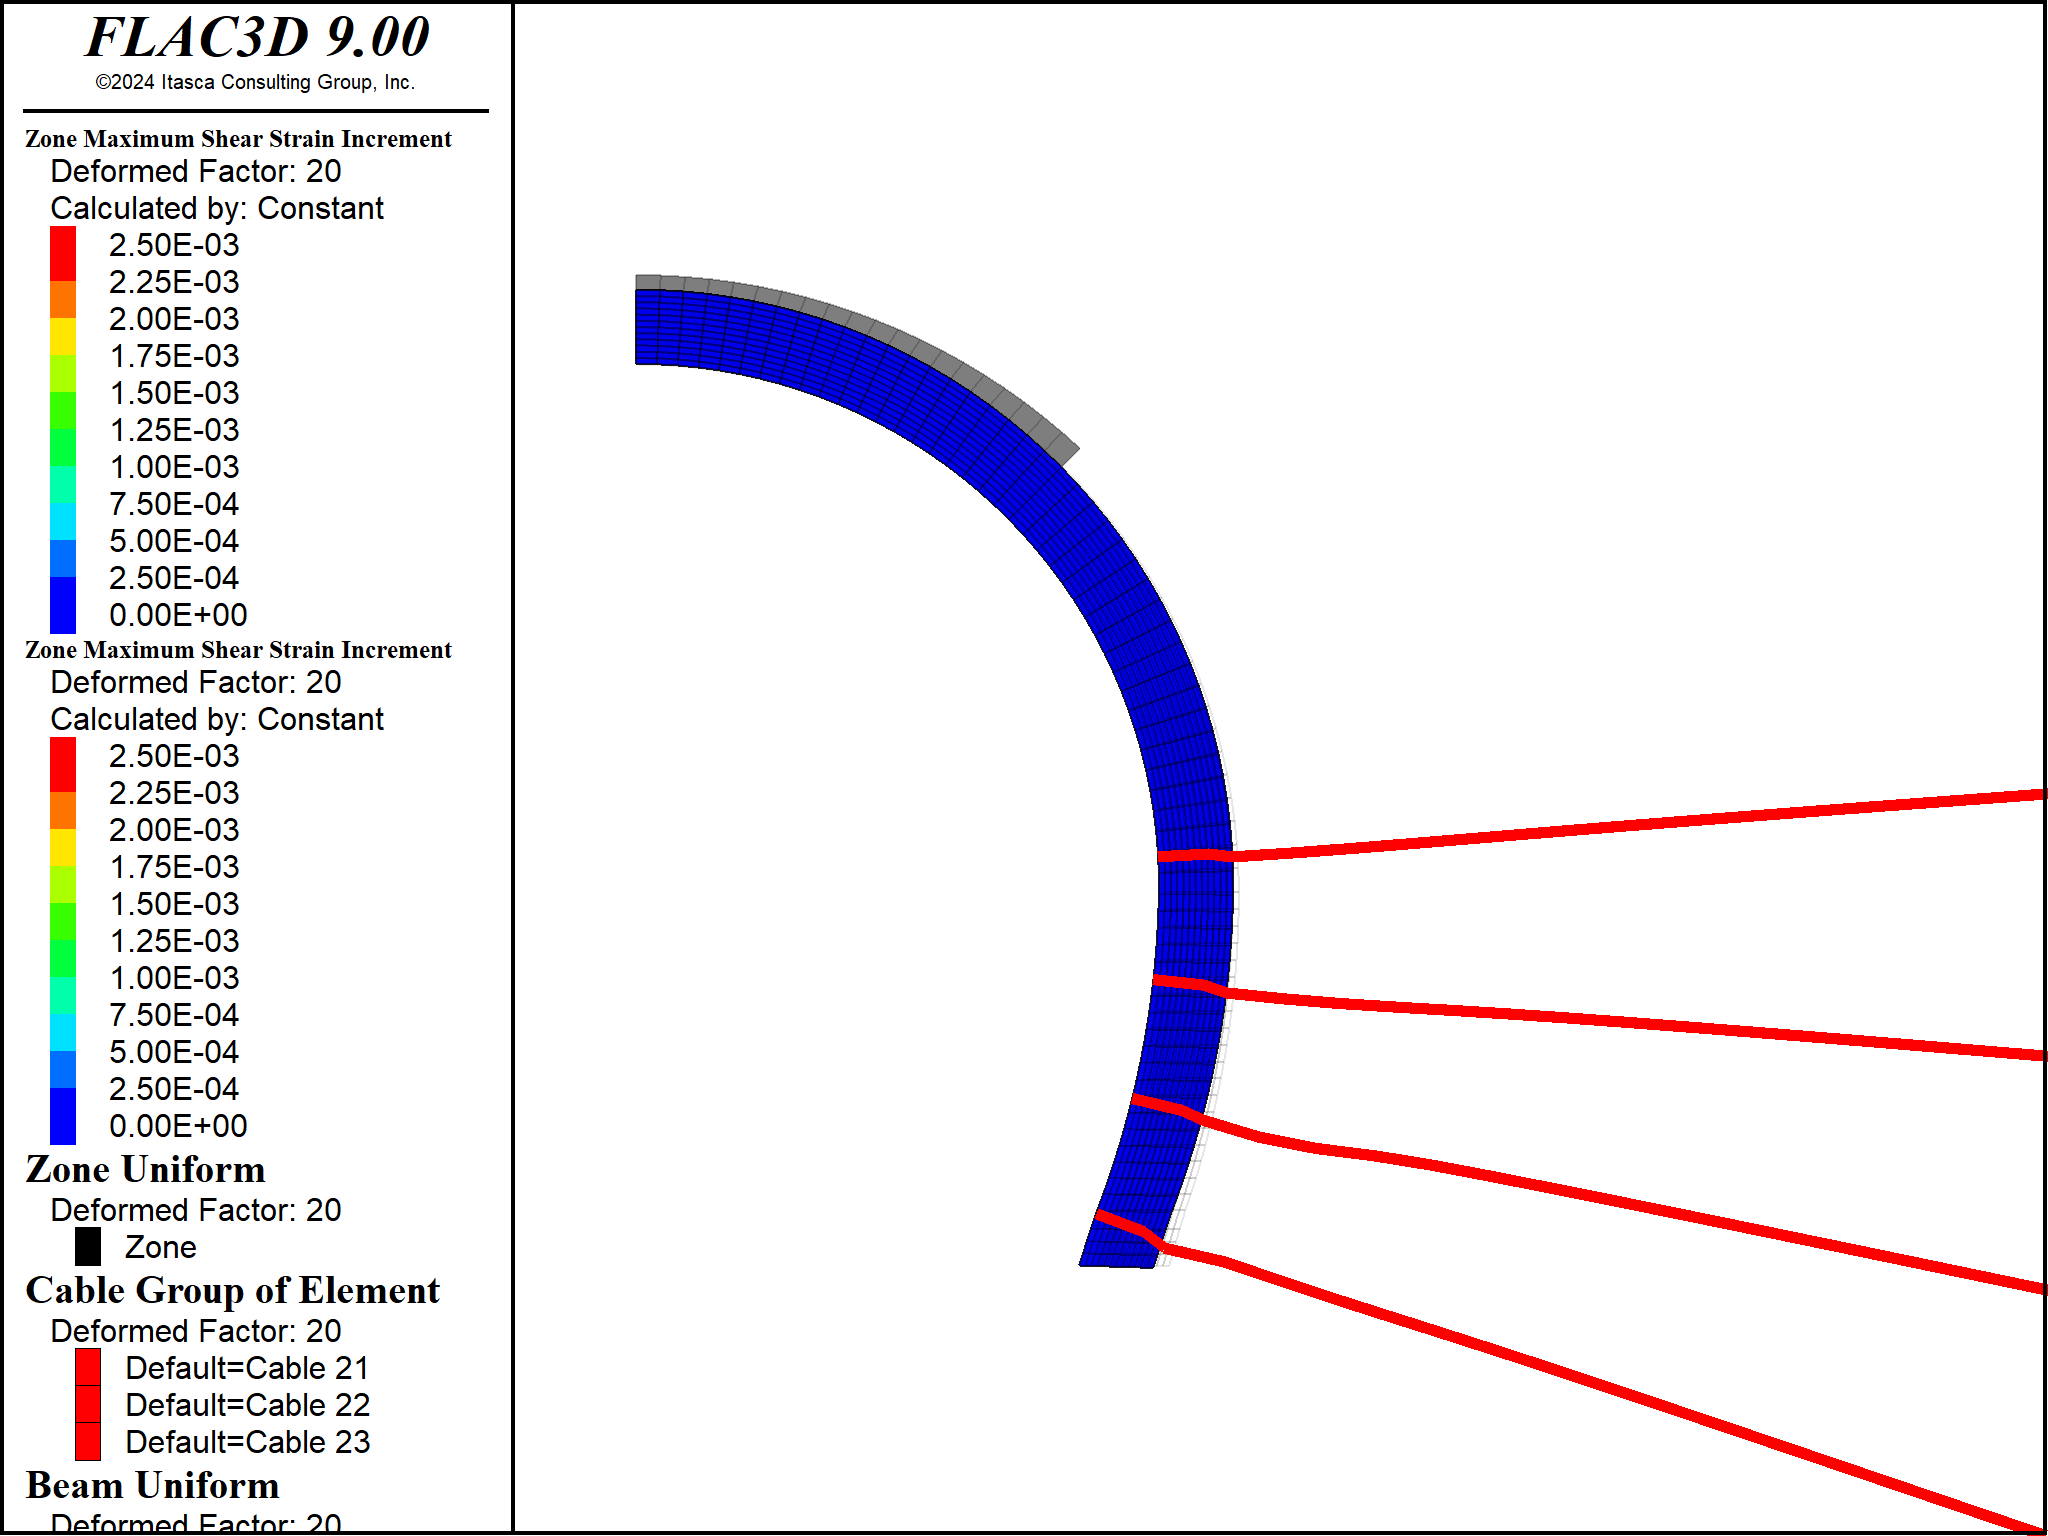 FLAC3D 9.00
©2024 Itasca Consulting Group, Inc.
Zone Maximum Shear Strain Increment
Deformed Factor: 20
Calculated by: Constant
2.50E-03
2.25E-03
2.00E-03
1.75E-03
1.50E-03
1.25E-03
1.00E-03
7.50E-04
5.00E-04
2.50E-04
0.00E+00
Zone Maximum Shear Strain Increment
Deformed Factor: 20
Calculated by: Constant
2.50E-03
2.25E-03
2.00E-03
1.75E-03
1.50E-03
1.25E-03
1.00E-03
7.50E-04
5.00E-04
2.50E-04
0.00E+00
Zone Uniform
Deformed Factor: 20
Zone
Cable Group of Element
Deformed Factor: 20
Default=Cable 21
Default=Cable 22
Default=Cable 23
Beam Uniform
Deformed Factor: 20